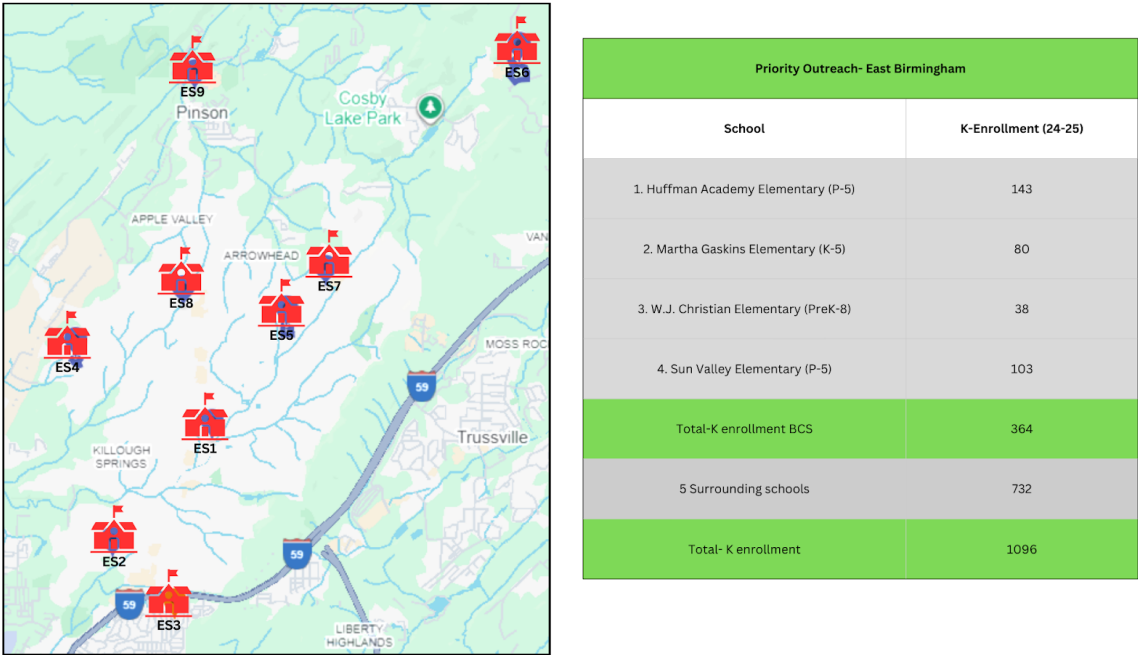 ES9
Pinson
Cosby
Lake Park
ES6
APPLE VALLEY
ARROWHEAD
VAN
ES8
ES7
ES5
ES4
MOSS ROC
59
ES1
Trussville
KILLOUGH
SPRINGS
ES2
59
59
ES3
LIBERTY
HIGHLANDS
Priority Outreach- East Birmingham
School K-Enrollment (24-25)
1. Huffman Academy Elementary (P-5) 143
2. Martha Gaskins Elementary (K-5) 80
3. W.J. Christian Elementary (PreK-8) 38
4. Sun Valley Elementary (P-5) 103
Total-K enrollment BCS 364
5 Surrounding schools 732
Total- K enrollment 1096